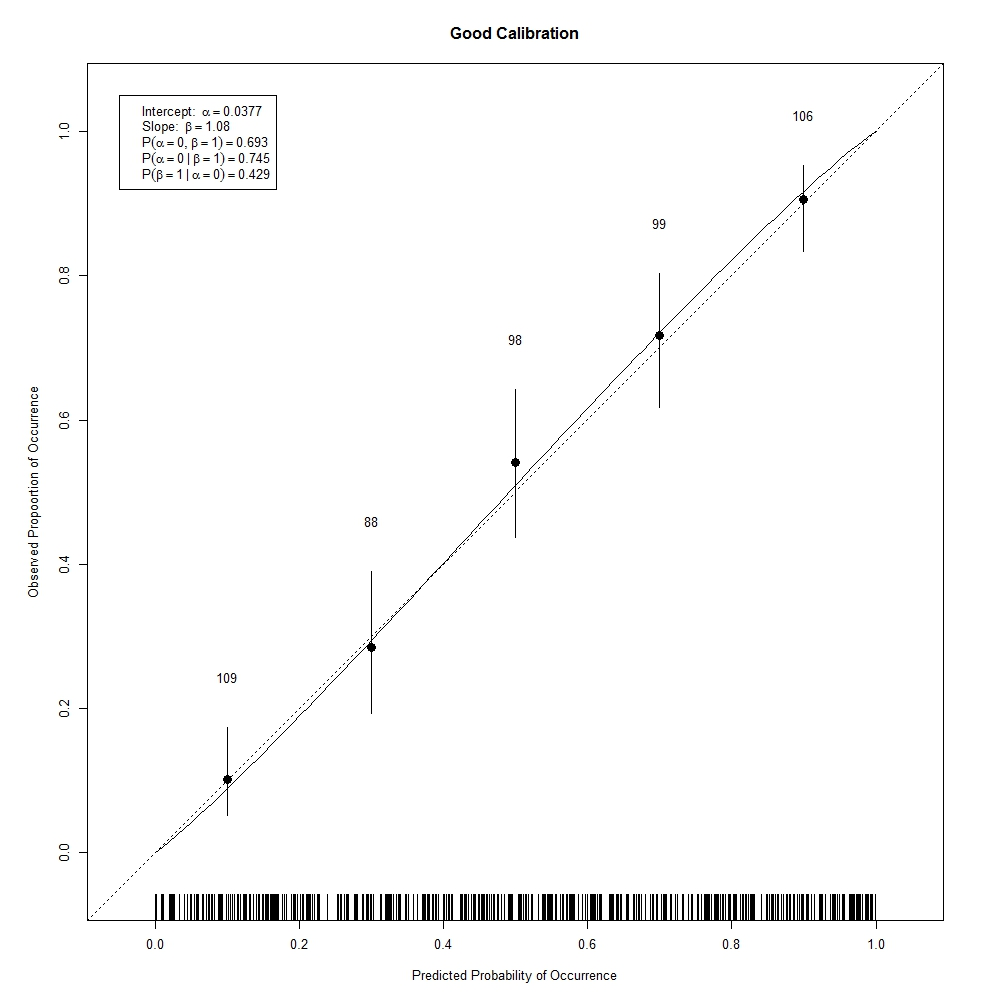 Good Calibration
Intercept: α = 0.0377
Slope: β = 1.08
P(α = 0, β = 1) = 0.693
P(α = 0 | β = 1) = 0.745
P(β = 1 | α = 0) = 0.429
106
99
98
88
109
1.0
0.8
0.6
0.4
0.2
0.0
Observed Propoortion of Occurrence
0.0 0.2 0.4 0.6 0.8 1.0
Predicted Probability of Occurrence